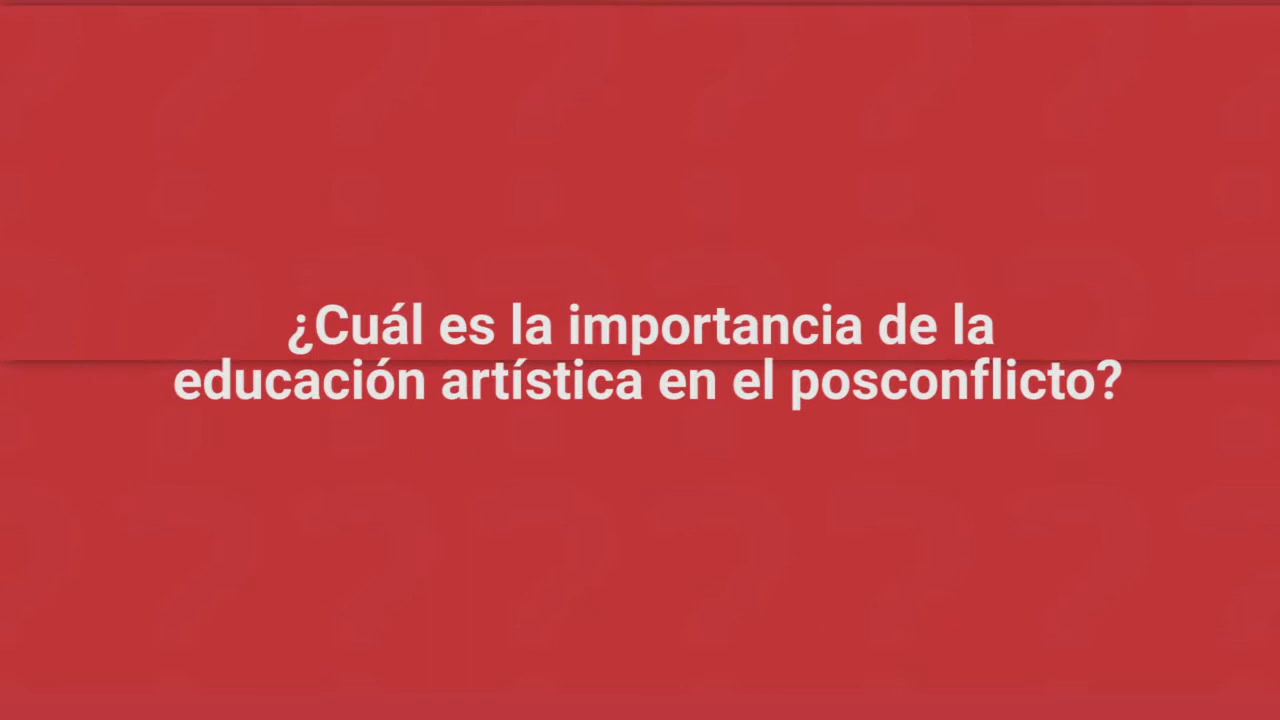 ¿Cuál es la importancia de la
educación artística en el posconflicto?